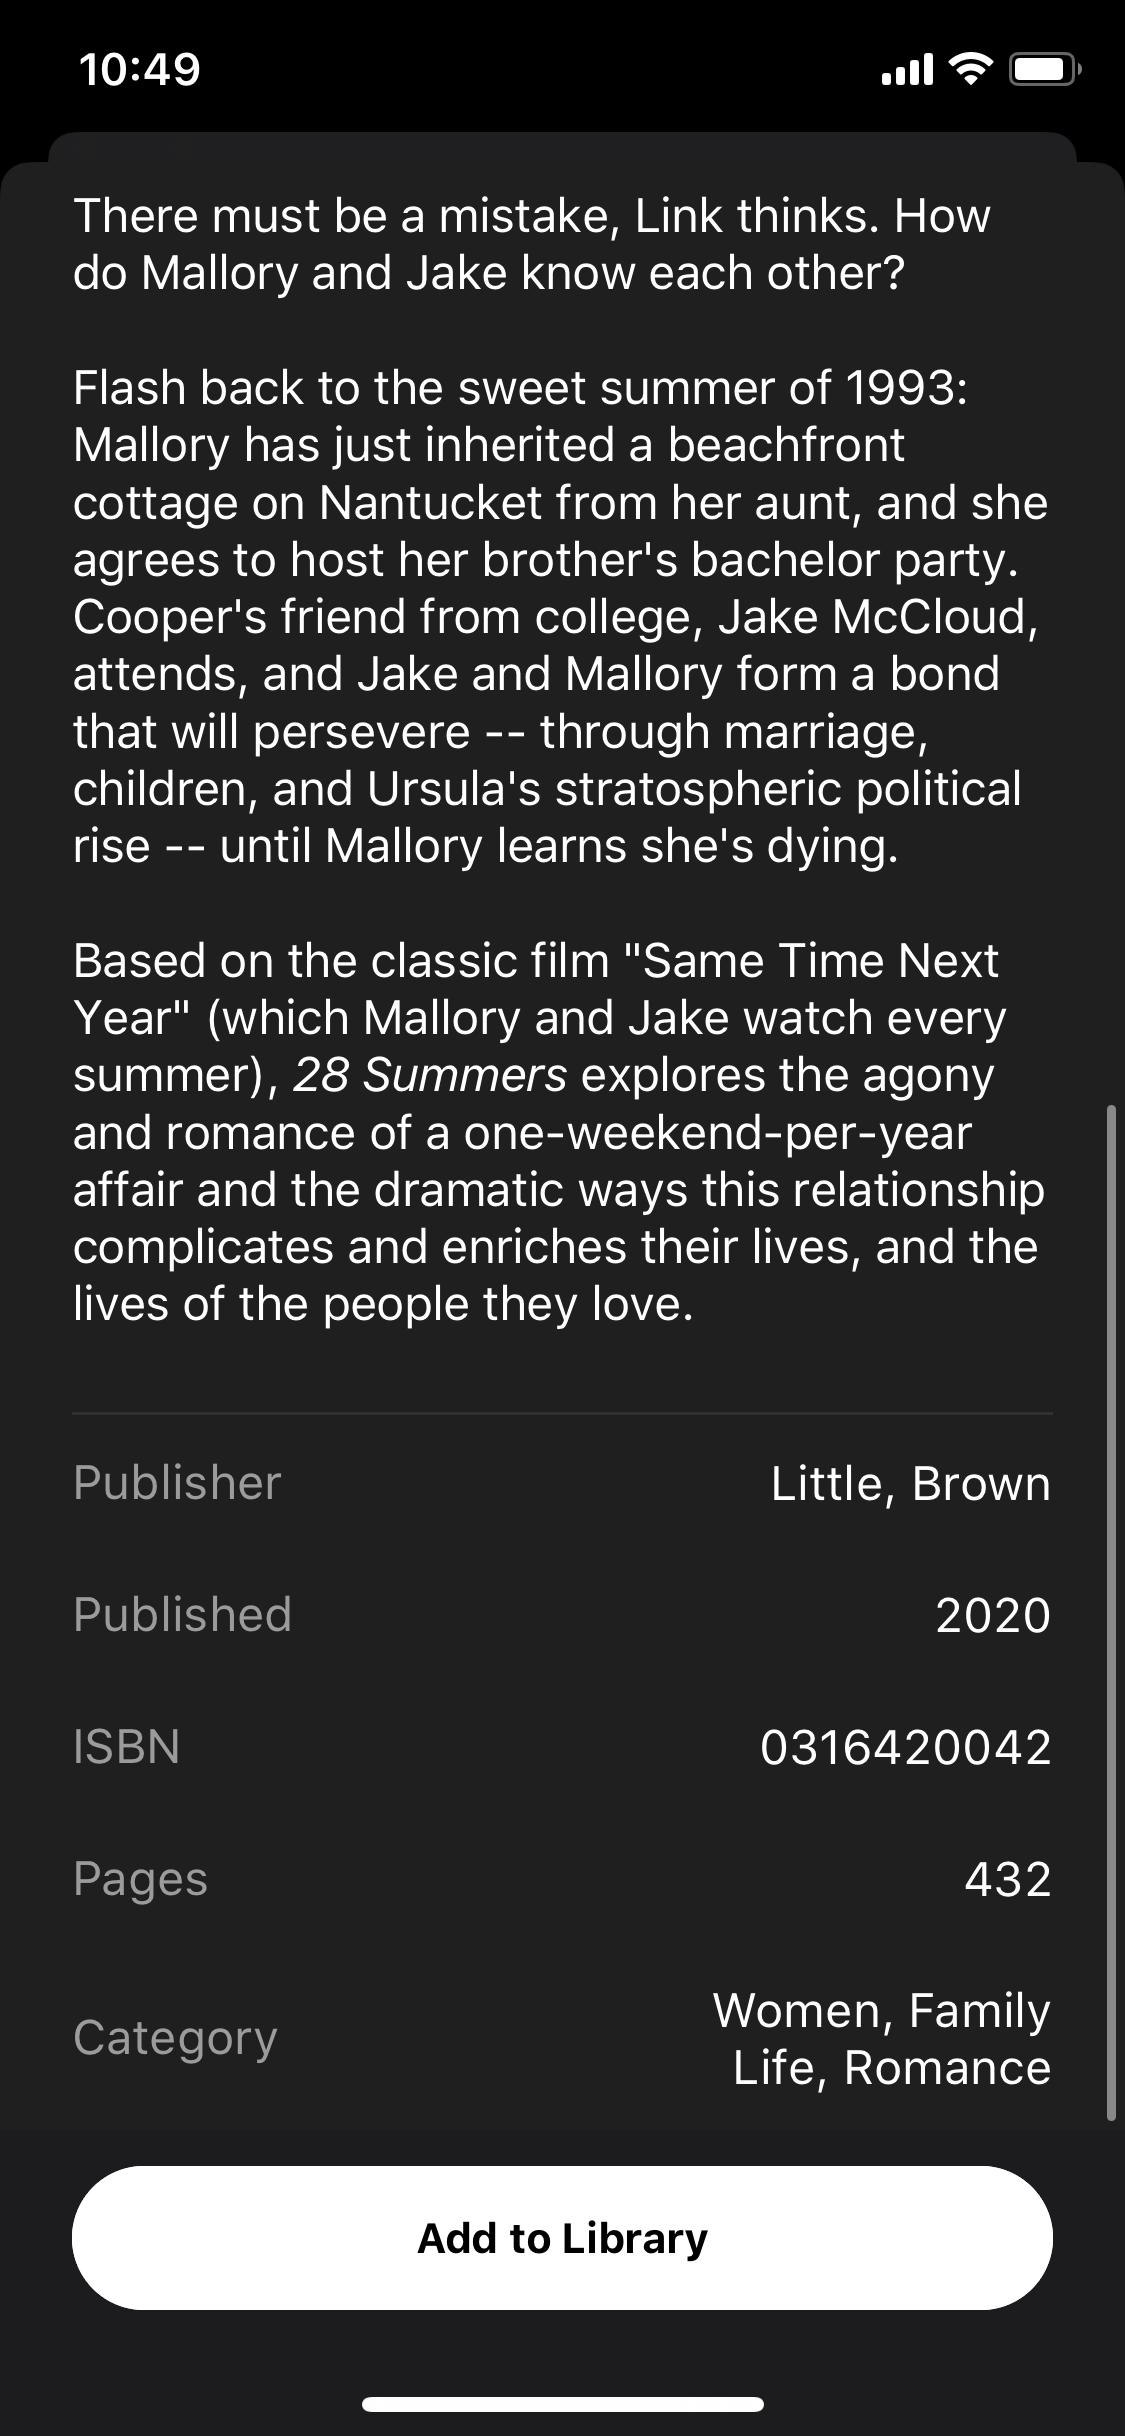 10:49
There must be a mistake, Link thinks. How
do Mallory and Jake know each other?
Flash back to the sweet summer of 1993:
Mallory has just inherited a beachfront
cottage on Nantucket from her aunt, and she
agrees to host her brother's bachelor party.
Cooper's friend from college, Jake McCloud,
attends, and Jake and Mallory form a bond
that will persevere -- through marriage,
children, and Ursula's stratospheric political
rise -- until Mallory learns she's dying.
Based on the classic film "Same Time Next
Year" (which Mallory and Jake watch every
summer), 28 Summers explores the agony
and romance of a one-weekend-per-year
affair and the dramatic ways this relationship
complicates and enriches their lives, and the
lives of the people they love.
Publisher Little, Brown
Published 2020
ISBN 0316420042
Pages 432
Category Women, Family
Life, Romance
Add to Library